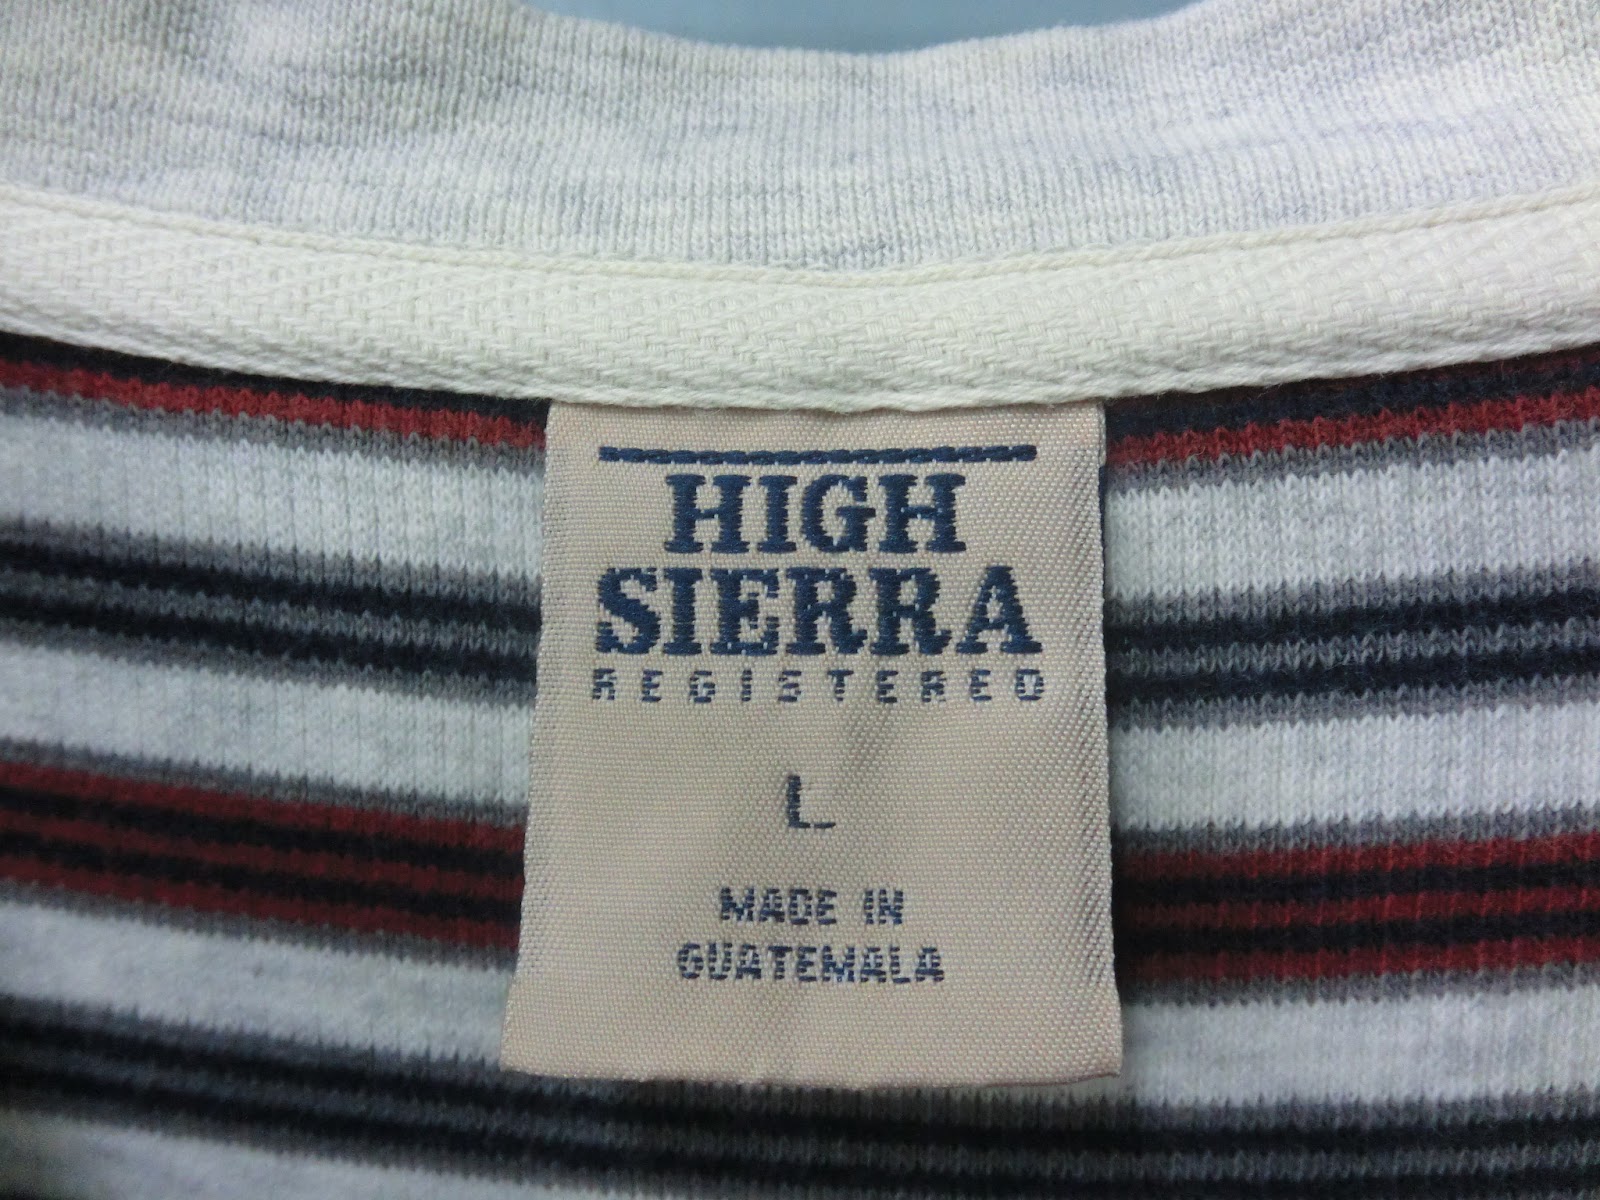 HIGH
SIERRA
REGISTERED
L
MADE IN
GUATEMALA